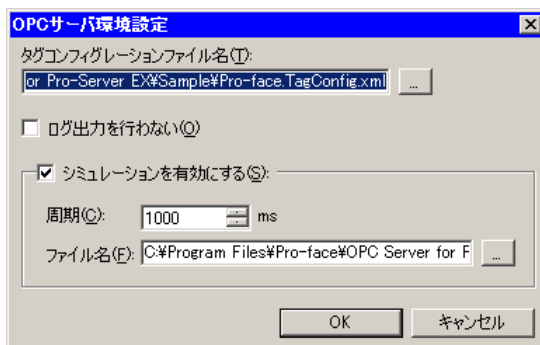 OPCサーバ環境設定
タグコンフィグレーションファイル名(T):
or Pro-Server EX¥Sample¥Pro-face.TagConfig.xml
...
ログ出力を行わない(O)
シミュレーションを有効にする(S):
周期(C):
1000
ms
ファイル名(F):
C:¥Program Files¥Pro-face¥OPC Server for F
...
OK
キャンセル